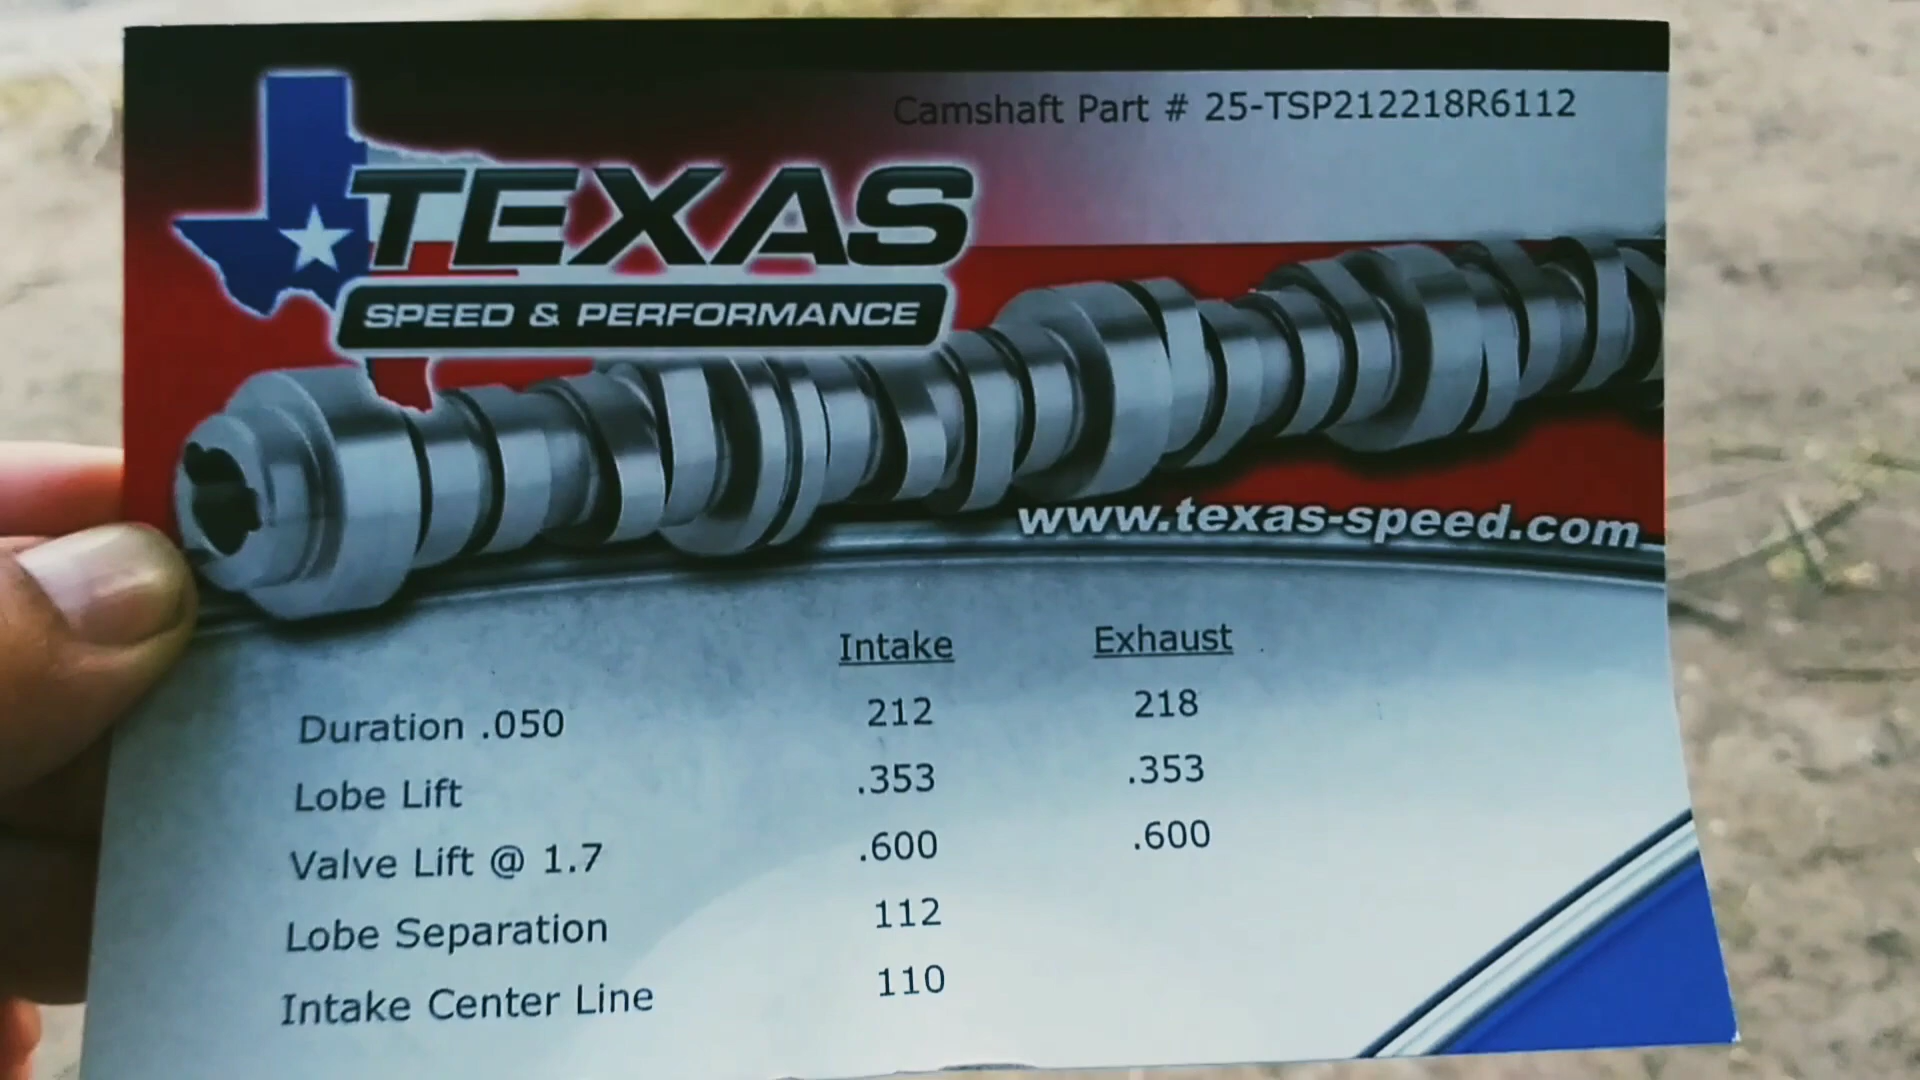 Camshaft Part # 25-TSP212218R6112
TEXAS
SPEED & PERFORMANCE
www.texas-speed.com
Intake Exhaust
Duration .050 212 218
Lobe Lift .353 .353
Valve Lift @ 1.7 .600 .600
Lobe Separation 112
Intake Center Line 110